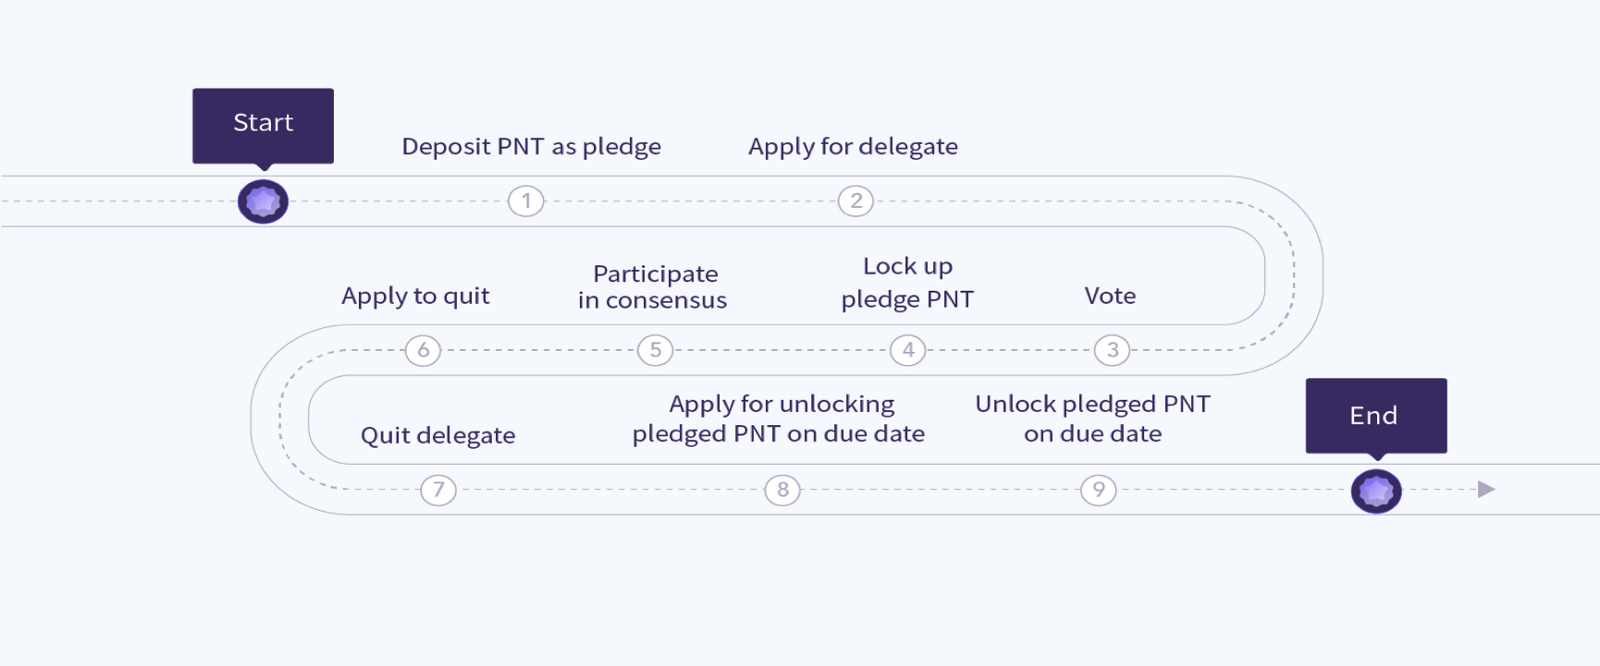 Start
Deposit PNT as pledge
1
Apply for delegate
2
Vote
3
Lock up
pledge PNT
4
Participate
in consensus
5
Apply to quit
6
Quit delegate
7
Apply for unlocking
pledged PNT on due date
8
Unlock pledged PNT
on due date
9
End